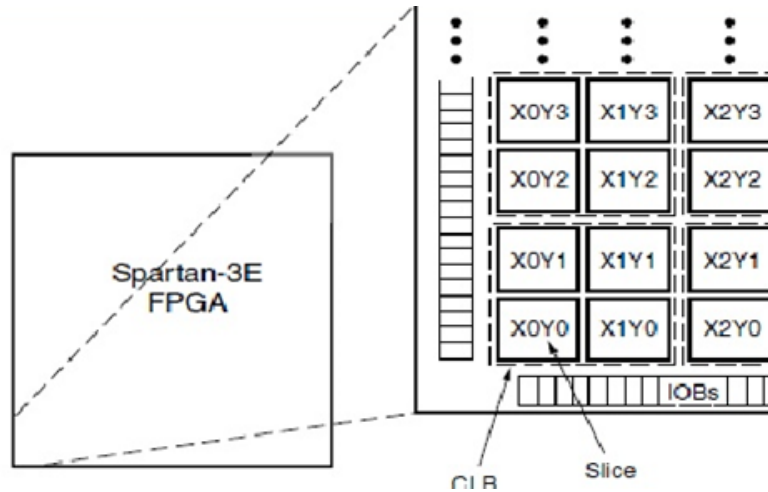 X0Y3 X1Y3 X2Y3
X0Y2 X1Y2 X2Y2
Spartan-3E
FPGA
X0Y1 X1Y1 X2Y1
X0Y0 X1Y0 X2Y0
IOBs
CLB
Slice